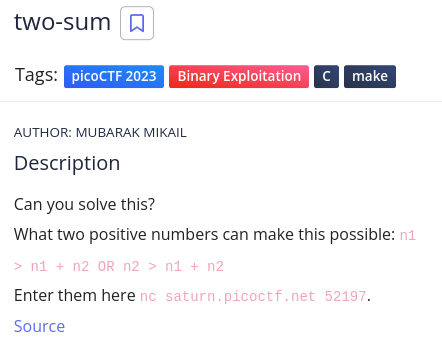 two-sum
Tags: picoCTF 2023 Binary Exploitation C make
AUTHOR: MUBARAK MIKAIL
Description
Can you solve this?
What two positive numbers can make this possible: n1
> n1 + n2 OR n2 > n1 + n2
Enter them here nc saturn.picoctf.net 52197.
Source